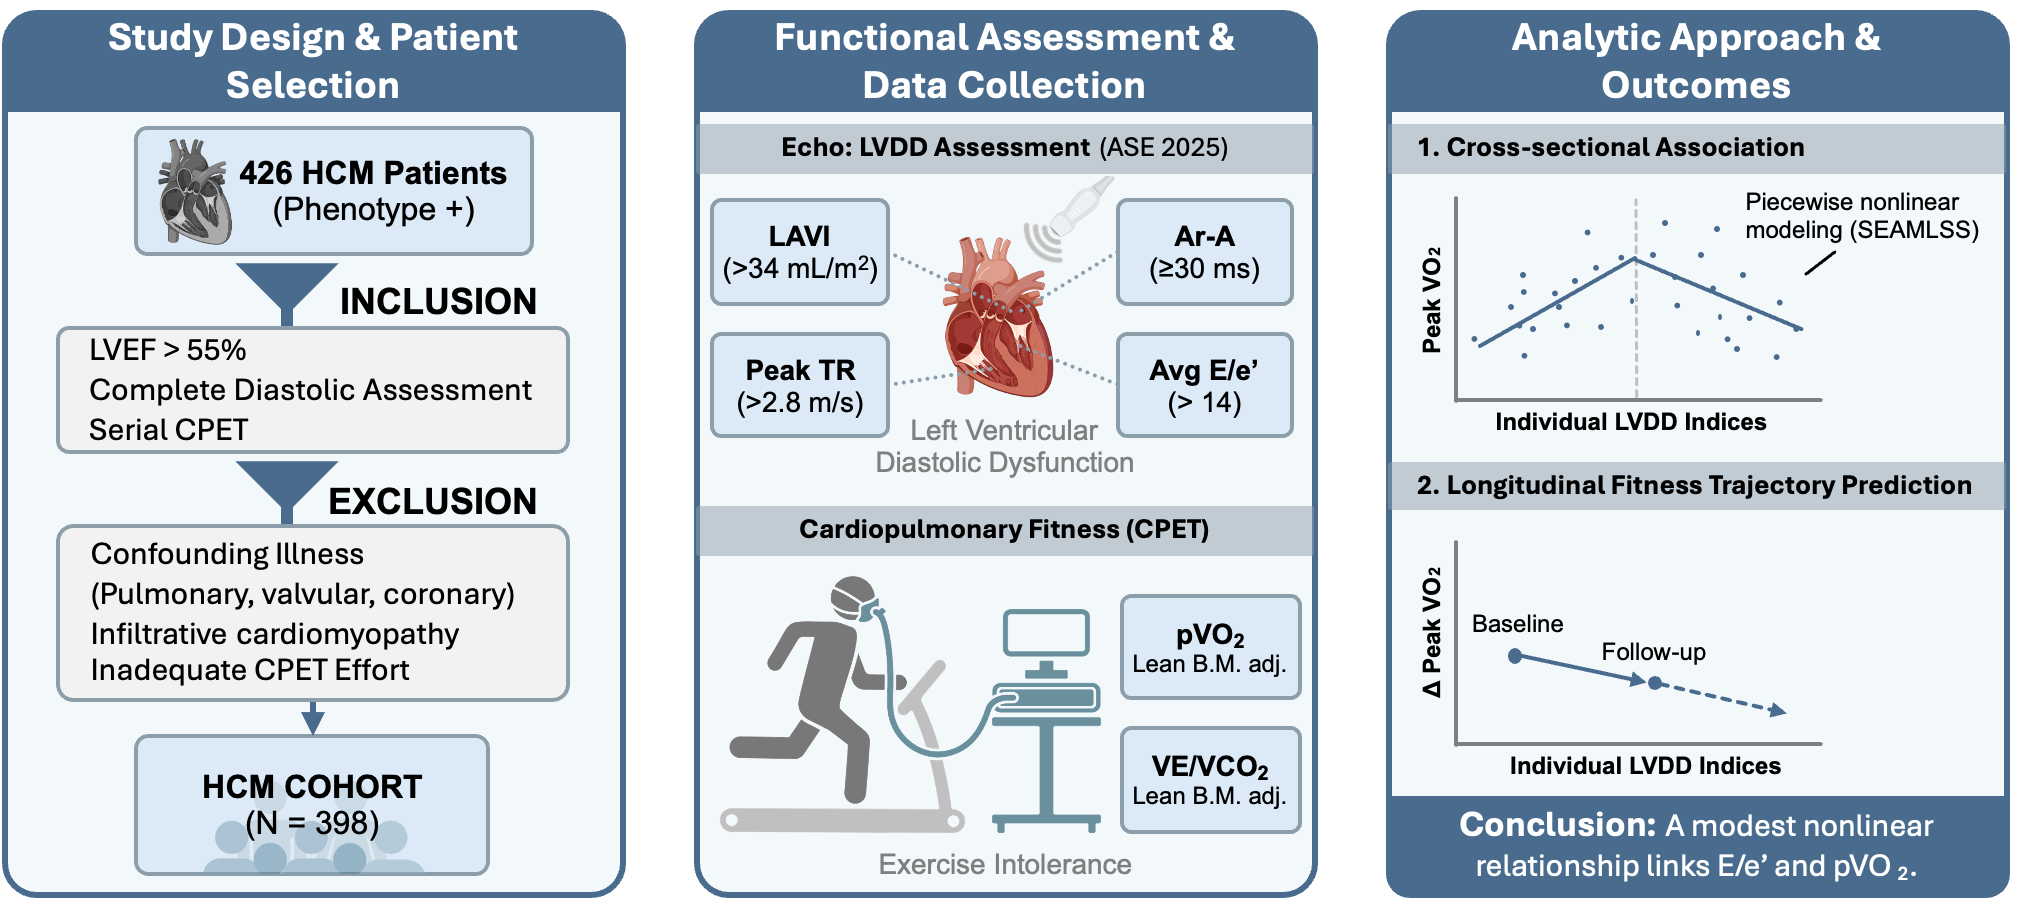 Study Design & Patient
Selection
426 HCM Patients
(Phenotype +)
INCLUSION
LVEF > 55%
Complete Diastolic Assessment
Serial CPET
EXCLUSION
Confounding Illness
(Pulmonary, valvular, coronary)
Infiltrative cardiomyopathy
Inadequate CPET Effort
HCM COHORT
(N = 398)
Functional Assessment &
Data Collection
Echo: LVDD Assessment (ASE 2025)
LAVI
(>34 mL/m²)
Ar-A
(≥30 ms)
Peak TR
(>2.8 m/s)
Avg E/e’
(> 14)
Left Ventricular
Diastolic Dysfunction
Cardiopulmonary Fitness (CPET)
pVO₂
Lean B.M. adj.
VE/VCO₂
Lean B.M. adj.
Exercise Intolerance
Analytic Approach &
Outcomes
1. Cross-sectional Association
Piecewise nonlinear
modeling (SEAMLSS)
Peak VO₂
Individual LVDD Indices
2. Longitudinal Fitness Trajectory Prediction
Δ Peak VO₂
Baseline
Follow-up
Individual LVDD Indices
Conclusion: A modest nonlinear
relationship links E/e’ and pVO ₂.